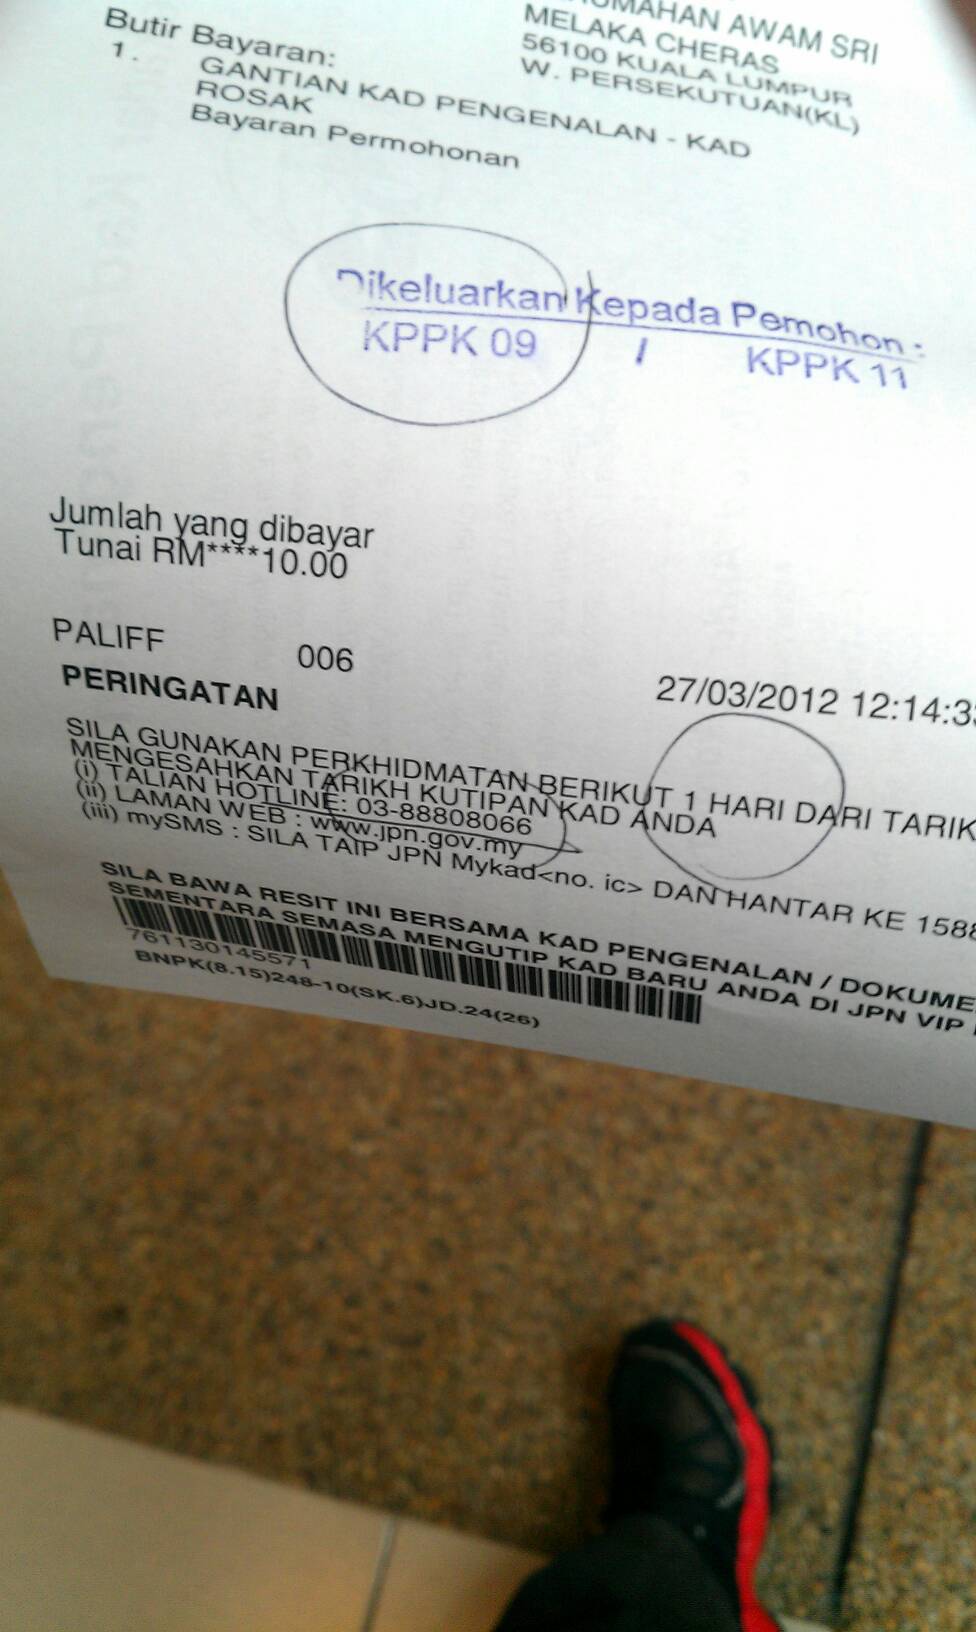 AWAM SRI
MELAKA CHERAS
56100 KUALA LUMPUR
W. PERSEKUTUAN(KL)
Butir Bayaran:
1. GANTIAN KAD PENGENALAN - KAD
ROSAK
Bayaran Permohonan
Dikeluarkan Kepada Pemohon :
KPPK 09 / KPPK 11
Jumlah yang dibayar
Tunai RM****10.00
PALIFF 006 27/03/2012 12:14:33
PERINGATAN
SILA GUNAKAN PERKHIDMATAN BERIKUT 1 HARI DARI TARIK
MENGESAHKAN TARIKH KUTIPAN KAD ANDA
(i) TALIAN HOTLINE: 03-88808066
(ii) LAMAN WEB : www.jpn.gov.my
(iii) mySMS : SILA TAIP JPN Mykad<no. ic> DAN HANTAR KE 1588
SILA BAWA RESIT INI BERSAMA KAD PENGENALAN / DOKUME
SEMENTARA SEMASA MENGUTIP KAD BARU ANDA DI JPN VIP
761130145571
BNPK(8.15)248-10(SK.6)JD.24(26)